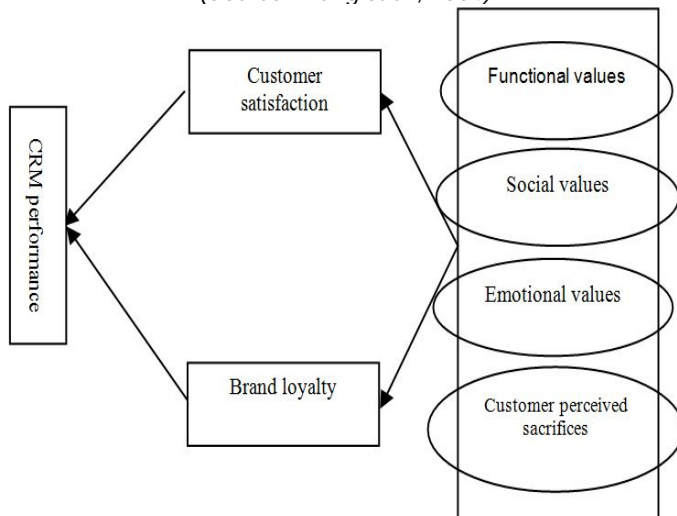 Customer
satisfaction
Functional values
Social values
CRM performance
Emotional values
Brand loyalty
Customer perceived
sacrifices